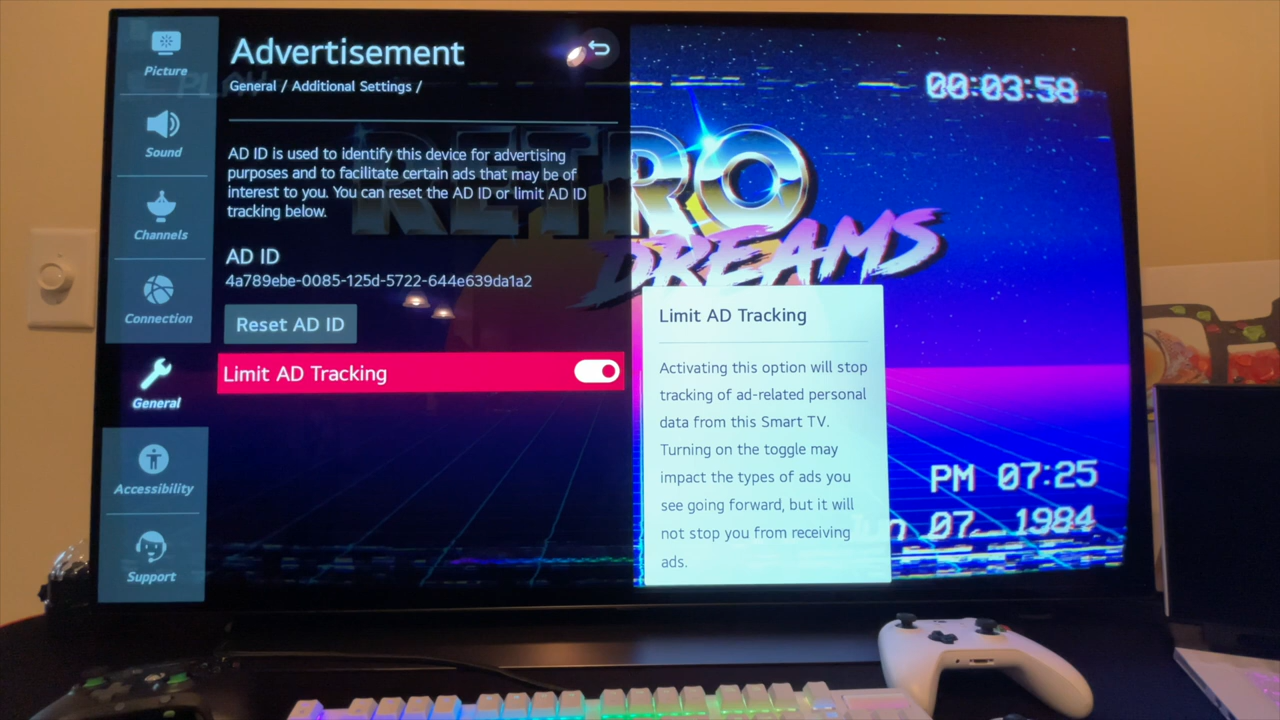 Picture
Sound
Channels
Connection
General
Accessibility
Support
Advertisement
General / Additional Settings /
AD ID is used to identify this device for advertising
purposes and to facilitate certain ads that may be of
interest to you. You can reset the AD ID or limit AD ID
tracking below.
AD ID
4a789ebe-0085-125d-5722-644e639da1a2
Reset AD ID
Limit AD Tracking
PLAY
00:03:58
RETRO
DREAMS
Limit AD Tracking
Activating this option will stop
tracking of ad-related personal
data from this Smart TV.
Turning on the toggle may
impact the types of ads you
see going forward, but it will
not stop you from receiving
ads.
PM 07:25
Jun 07 1984